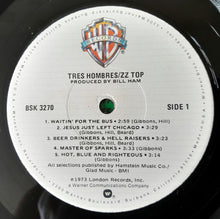 TRES HOMBRES/ZZ TOP
PRODUCED BY BILL HAM
BSK 3270
SIDE 1
1. WAITIN' FOR THE BUS • 2:59 (Gibbons, Hill)
2. JESUS JUST LEFT CHICAGO • 3:29
(Gibbons, Hill, Beard)
3. BEER DRINKERS & HELL RAISERS • 3:23
(Gibbons, Hill, Beard)
4. MASTER OF SPARKS • 3:30 (Gibbons)
5. HOT, BLUE AND RIGHTEOUS • 3:14
(Gibbons)
All selections published by Hamstein Music Co./
Glad Music - BMI
©1973 London Records, Inc.
a Warner Communications Company